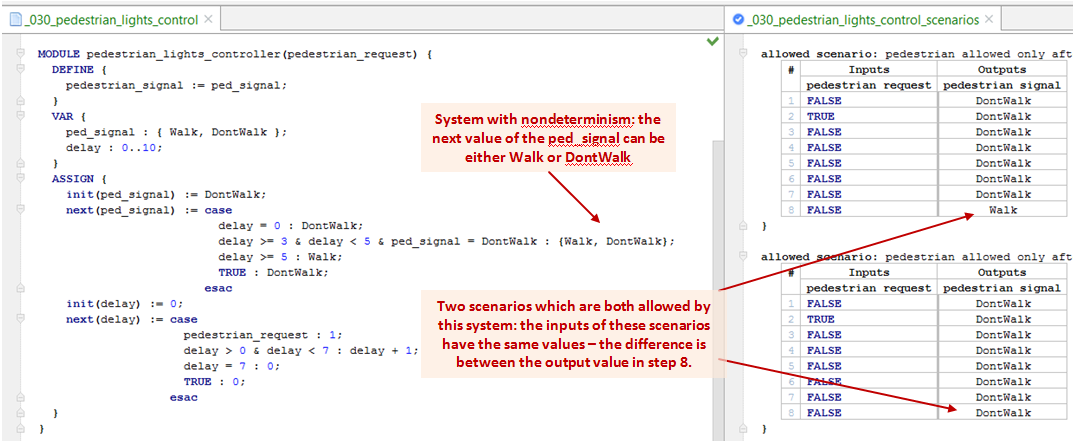 _030_pedestrian_lights_control
MODULE pedestrian_lights_controller(pedestrian_request) {
DEFINE {
pedestrian_signal := ped_signal;
}
VAR {
ped_signal : { Walk, DontWalk };
delay : 0..10;
}
ASSIGN {
init(ped_signal) := DontWalk;
next(ped_signal) := case
delay = 0 : DontWalk;
delay >= 3 & delay < 5 & ped_signal = DontWalk : {Walk, DontWalk};
delay >= 5 : Walk;
TRUE : DontWalk;
esac
init(delay) := 0;
next(delay) := case
pedestrian_request : 1;
delay > 0 & delay < 7 : delay + 1;
delay = 7 : 0;
TRUE : 0;
esac
}
}
System with nondeterminism: the
next value of the ped_signal can be
either Walk or DontWalk
Two scenarios which are both allowed by
this system: the inputs of these scenarios
have the same values – the difference is
between the output value in step 8.
_030_pedestrian_lights_control_scenarios
allowed scenario: pedestrian allowed only aft
# Inputs Outputs
pedestrian request pedestrian signal
1 FALSE DontWalk
2 TRUE DontWalk
3 FALSE DontWalk
4 FALSE DontWalk
5 FALSE DontWalk
6 FALSE DontWalk
7 FALSE DontWalk
8 FALSE Walk
}
allowed scenario: pedestrian allowed only aft
# Inputs Outputs
pedestrian request pedestrian signal
1 FALSE DontWalk
2 TRUE DontWalk
3 FALSE DontWalk
4 FALSE DontWalk
5 FALSE DontWalk
6 FALSE DontWalk
7 FALSE DontWalk
8 FALSE DontWalk
}